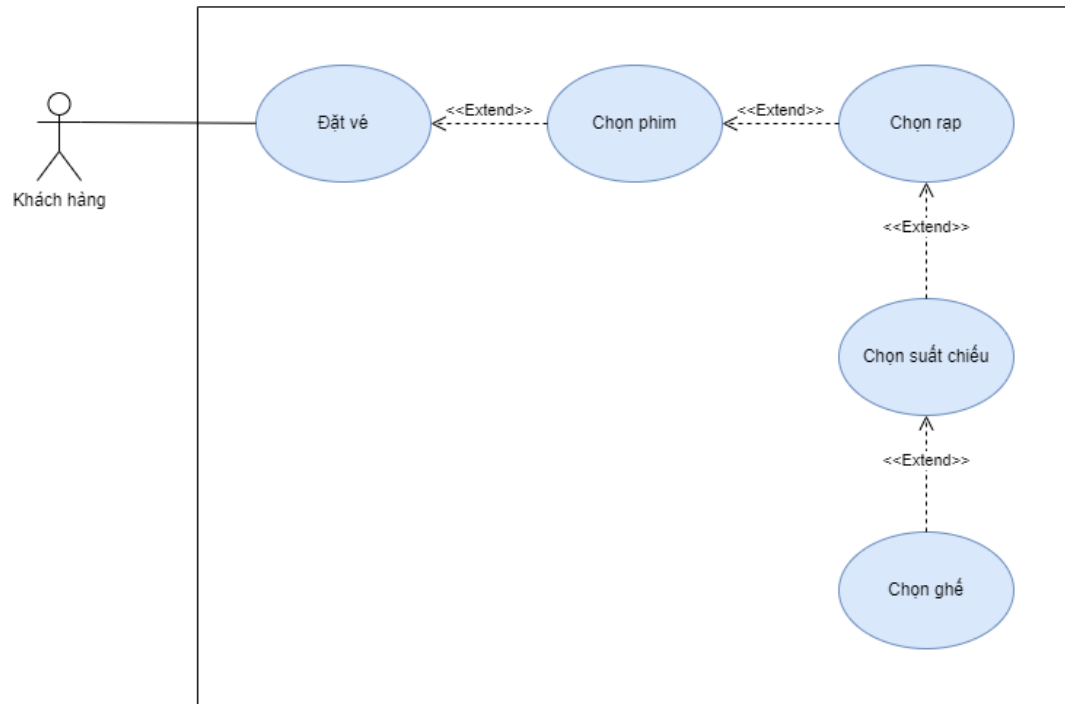 Đặt vé
<<Extend>>
Chọn phim
<<Extend>>
Chọn rạp
Khách hàng
<<Extend>>
Chọn suất chiếu
<<Extend>>
Chọn ghế